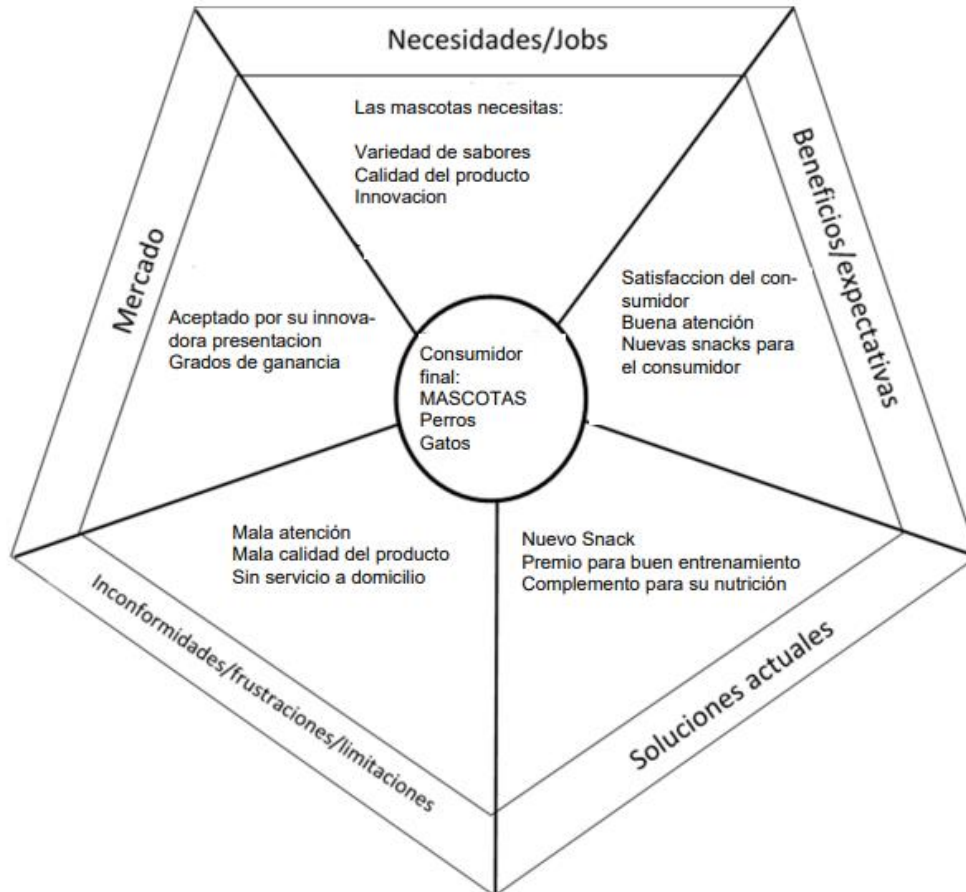 Necesidades/Jobs
Las mascotas necesitas:
Variedad de sabores
Calidad del producto
Innovacion
Beneficios/expectativas
Satisfaccion del con-
sumidor
Buena atención
Nuevas snacks para
el consumidor
Mercado
Aceptado por su innova-
dora presentacion
Grados de ganancia
Consumidor
final:
MASCOTAS
Perros
Gatos
Mala atención
Mala calidad del producto
Sin servicio a domicilio
Inconformidades/frustraciones/limitaciones
Nuevo Snack
Premio para buen entrenamiento
Complemento para su nutrición
Soluciones actuales